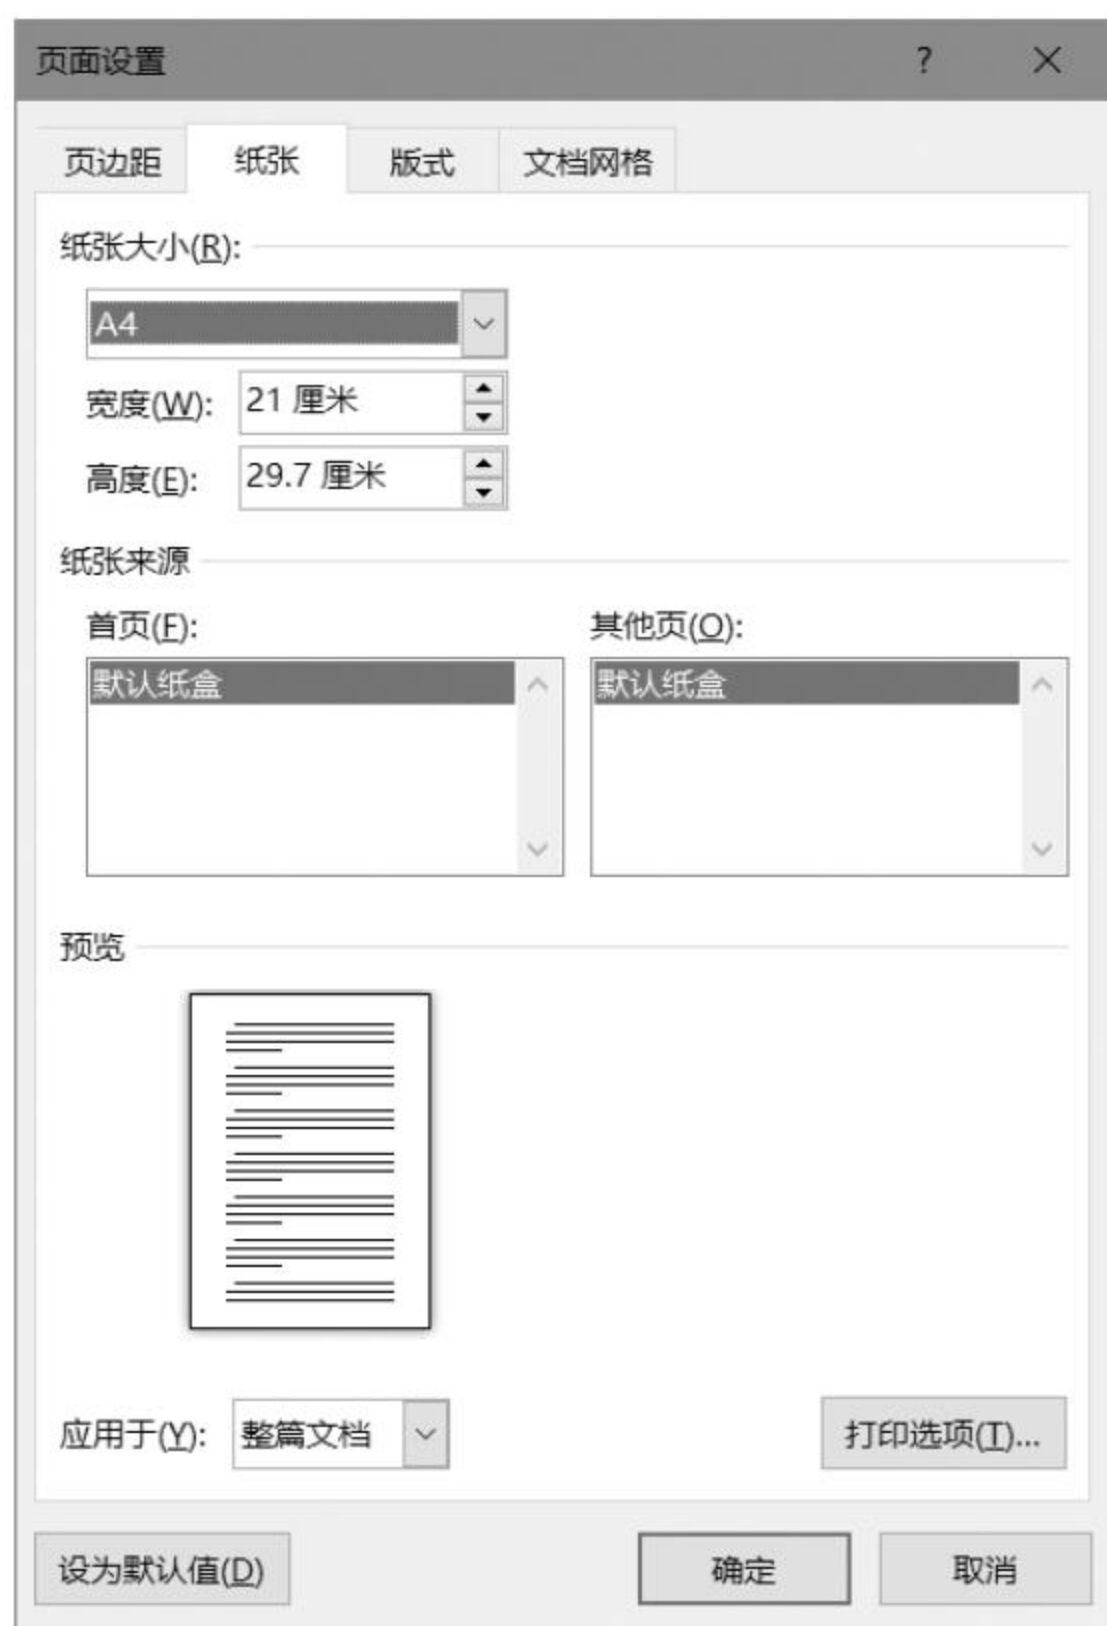 页面设置 ?
页边距 纸张 版式 文档网格
纸张大小(R):
A4
宽度(W): 21 厘米
高度(E): 29.7 厘米
纸张来源
首页(F): 其他页(O):
默认纸盒 默认纸盒
预览
应用于(Y): 整篇文档 打印选项(T)...
设为默认值(D) 确定 取消